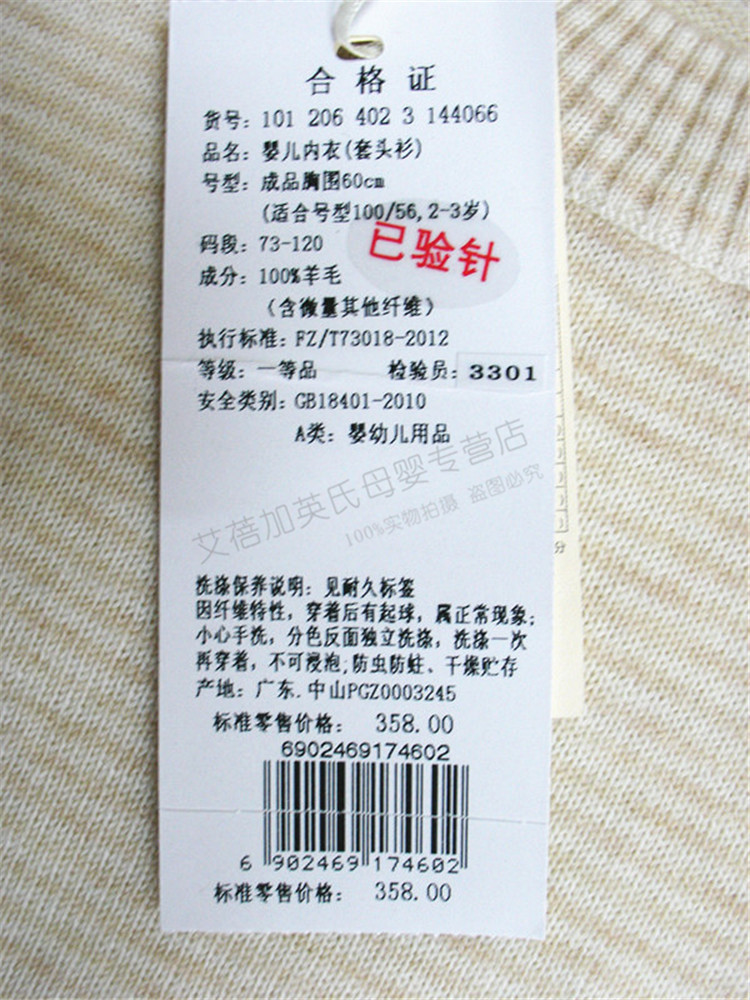 合格证
货号: 101 206 402 3 144066
品名: 婴儿内衣(套头衫)
号型: 成品胸围60cm
(适合号型100/56, 2-3岁)
码段: 73-120
已验针
成分: 100%羊毛
(含微量其他纤维)
执行标准: FZ/T73018-2012
等级: 一等品 检验员: 3301
安全类别: GB18401-2010
A类: 婴幼儿用品
艾蓓加英氏母婴专营店
100%实物拍摄 盗图必究
分
洗涤保养说明: 见耐久标签
因纤维特性, 穿着后有起球, 属正常现象;
小心手洗, 分色反面独立洗涤, 洗涤一次
再穿着, 不可浸泡;防虫防蛀、干燥贮存
产地: 广东.中山PGZ0003245
标准零售价格: 358.00
6902469174602
6 902469 174602
标准零售价格: 358.00